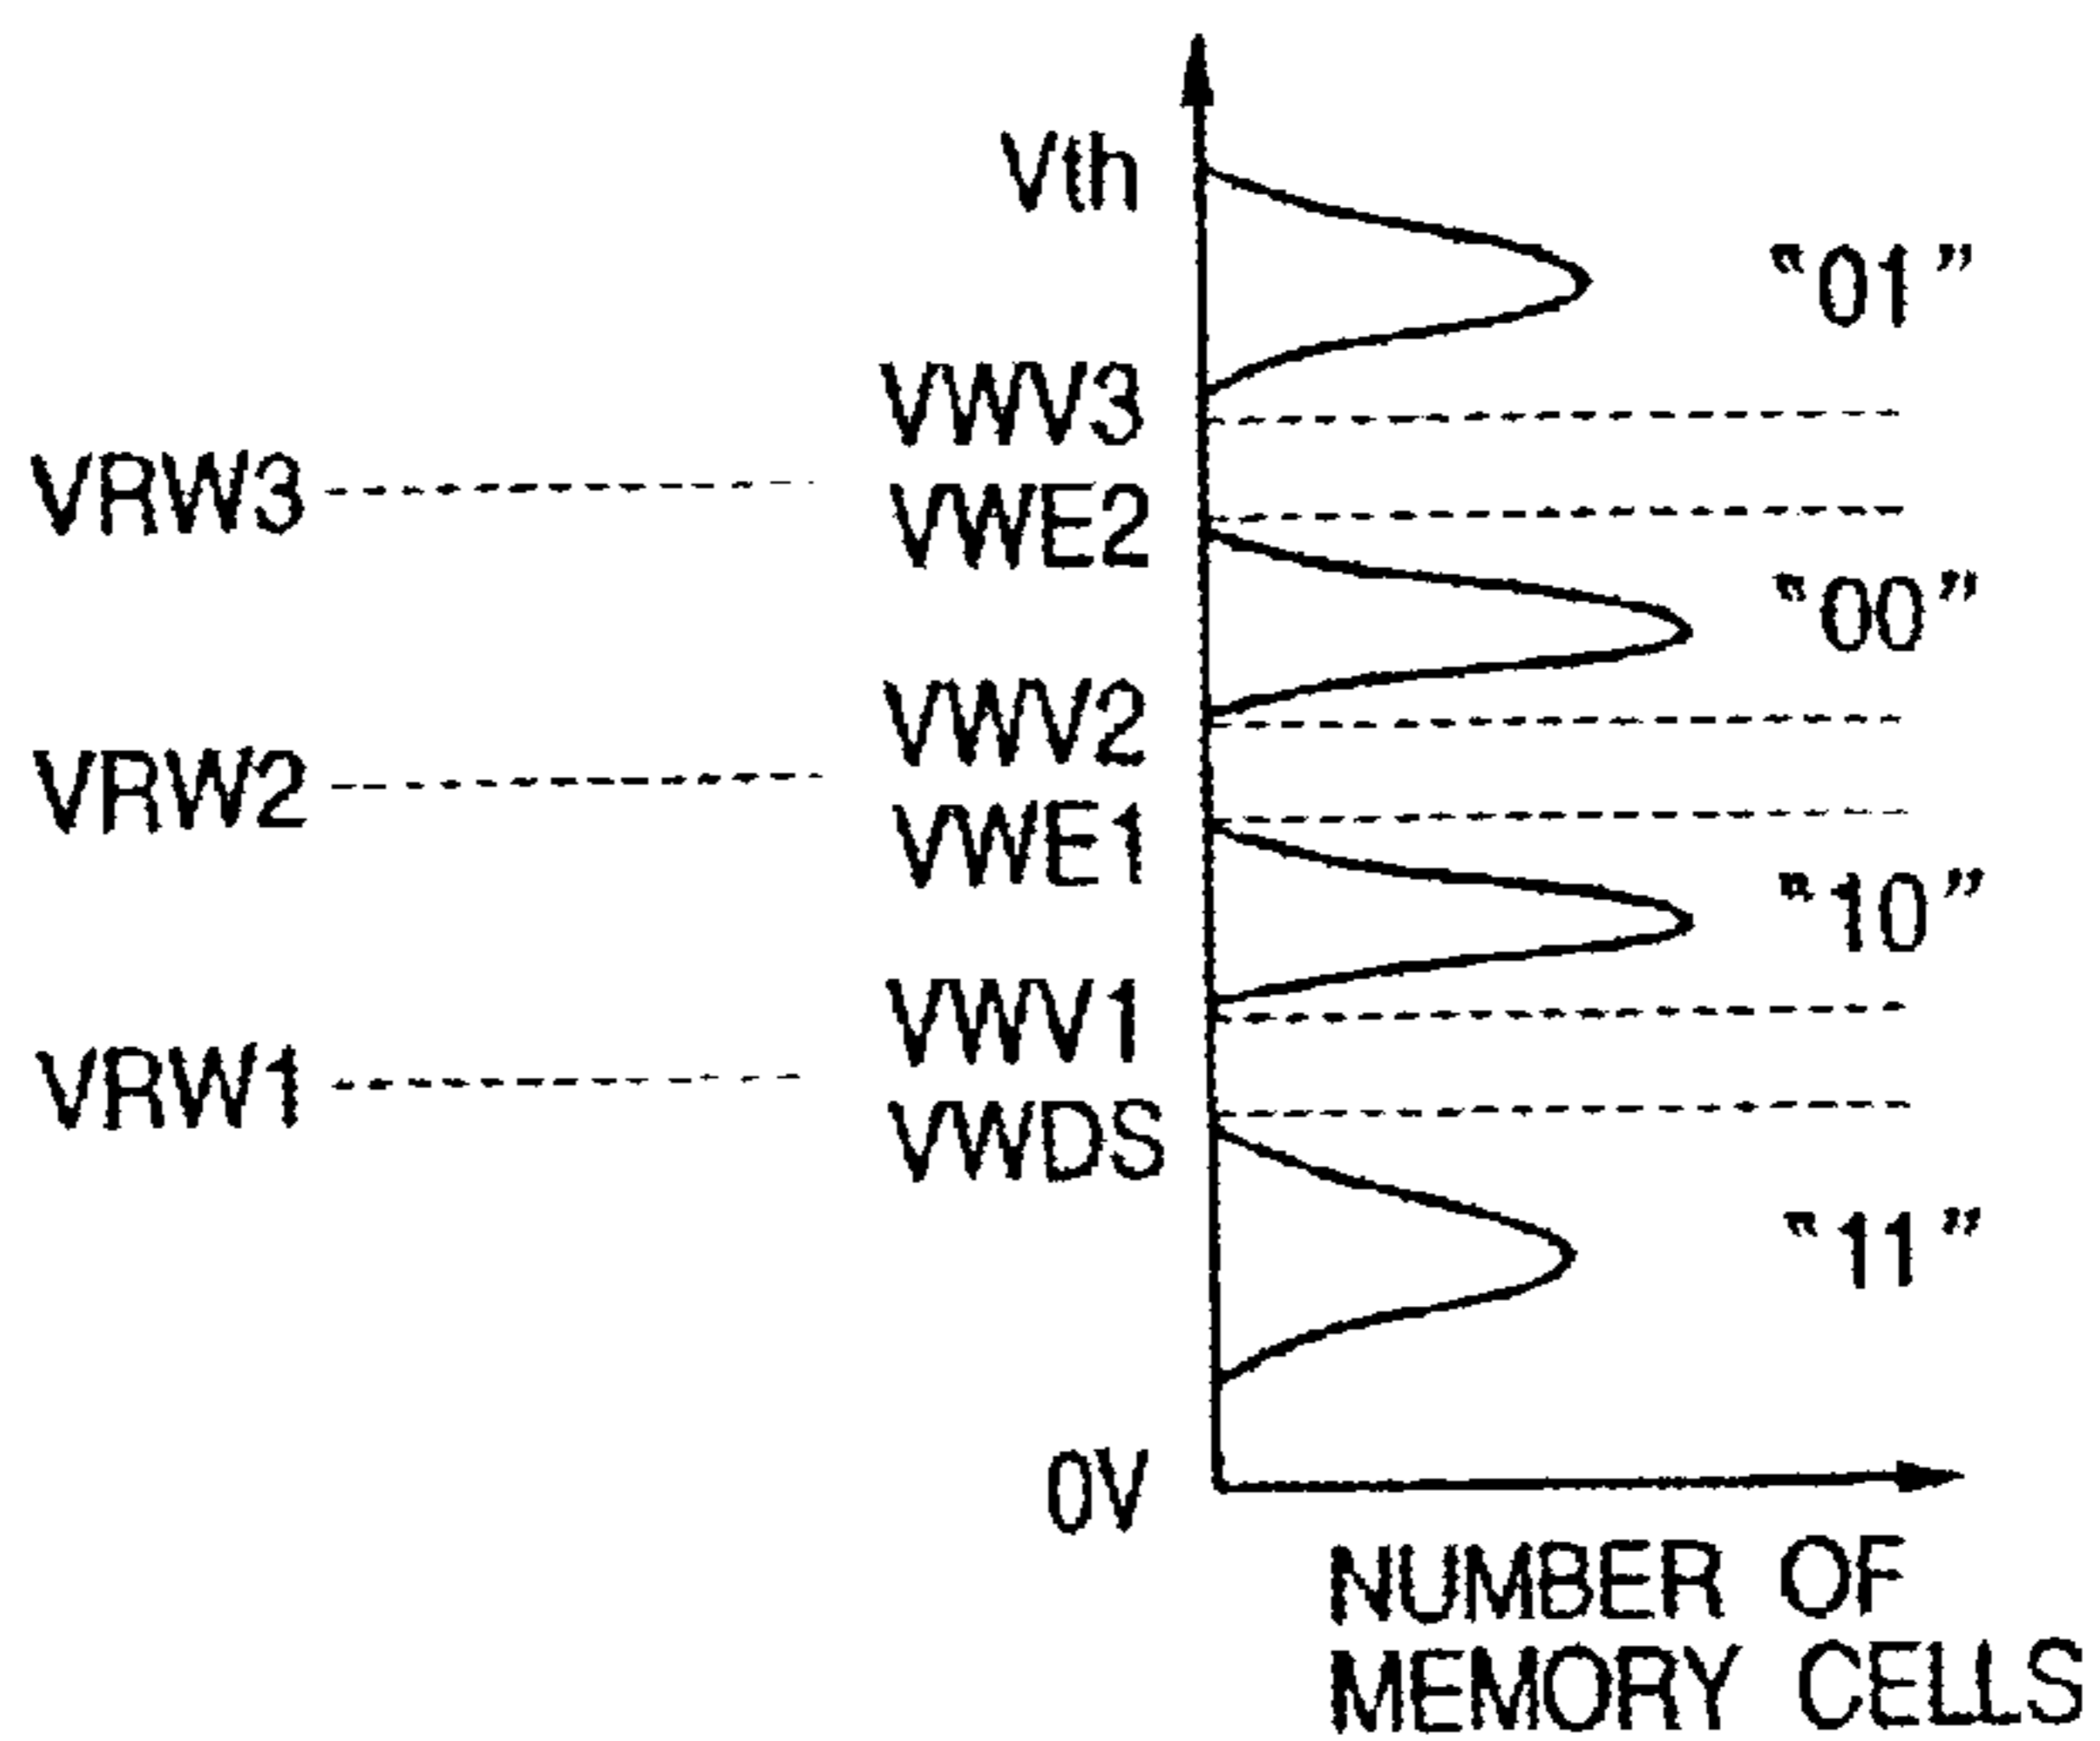 Vth
“01”
VWV3
VRW3
VWE2
“00”
VWV2
VRW2
VWE1
“10”
VWV1
VRW1
VWDS
“11”
0V
NUMBER OF
MEMORY CELLS